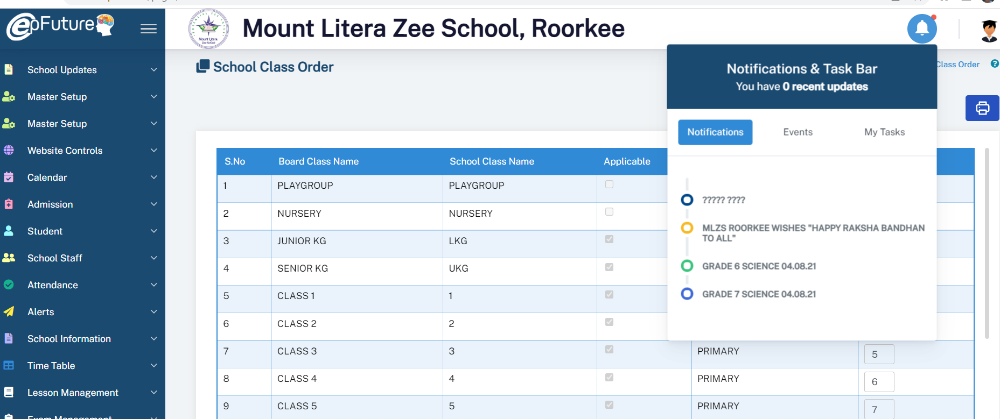 epFuture
Mount Litera Zee School, Roorkee
School Updates
Master Setup
Master Setup
Website Controls
Calendar
Admission
Student
School Staff
Attendance
Alerts
School Information
Time Table
Lesson Management
Exam Management
School Class Order
Class Order
Notifications & Task Bar
You have 0 recent updates
Notifications Events My Tasks
????? ????
MLZS ROORKEE WISHES "HAPPY RAKSHA BANDHAN
TO ALL"
GRADE 6 SCIENCE 04.08.21
GRADE 7 SCIENCE 04.08.21
S.No Board Class Name School Class Name Applicable
1 PLAYGROUP PLAYGROUP
2 NURSERY NURSERY
3 JUNIOR KG LKG
4 SENIOR KG UKG
5 CLASS 1 1
6 CLASS 2 2
7 CLASS 3 3 PRIMARY 5
8 CLASS 4 4 PRIMARY 6
9 CLASS 5 5 PRIMARY 7
Mount Litera
Zee School